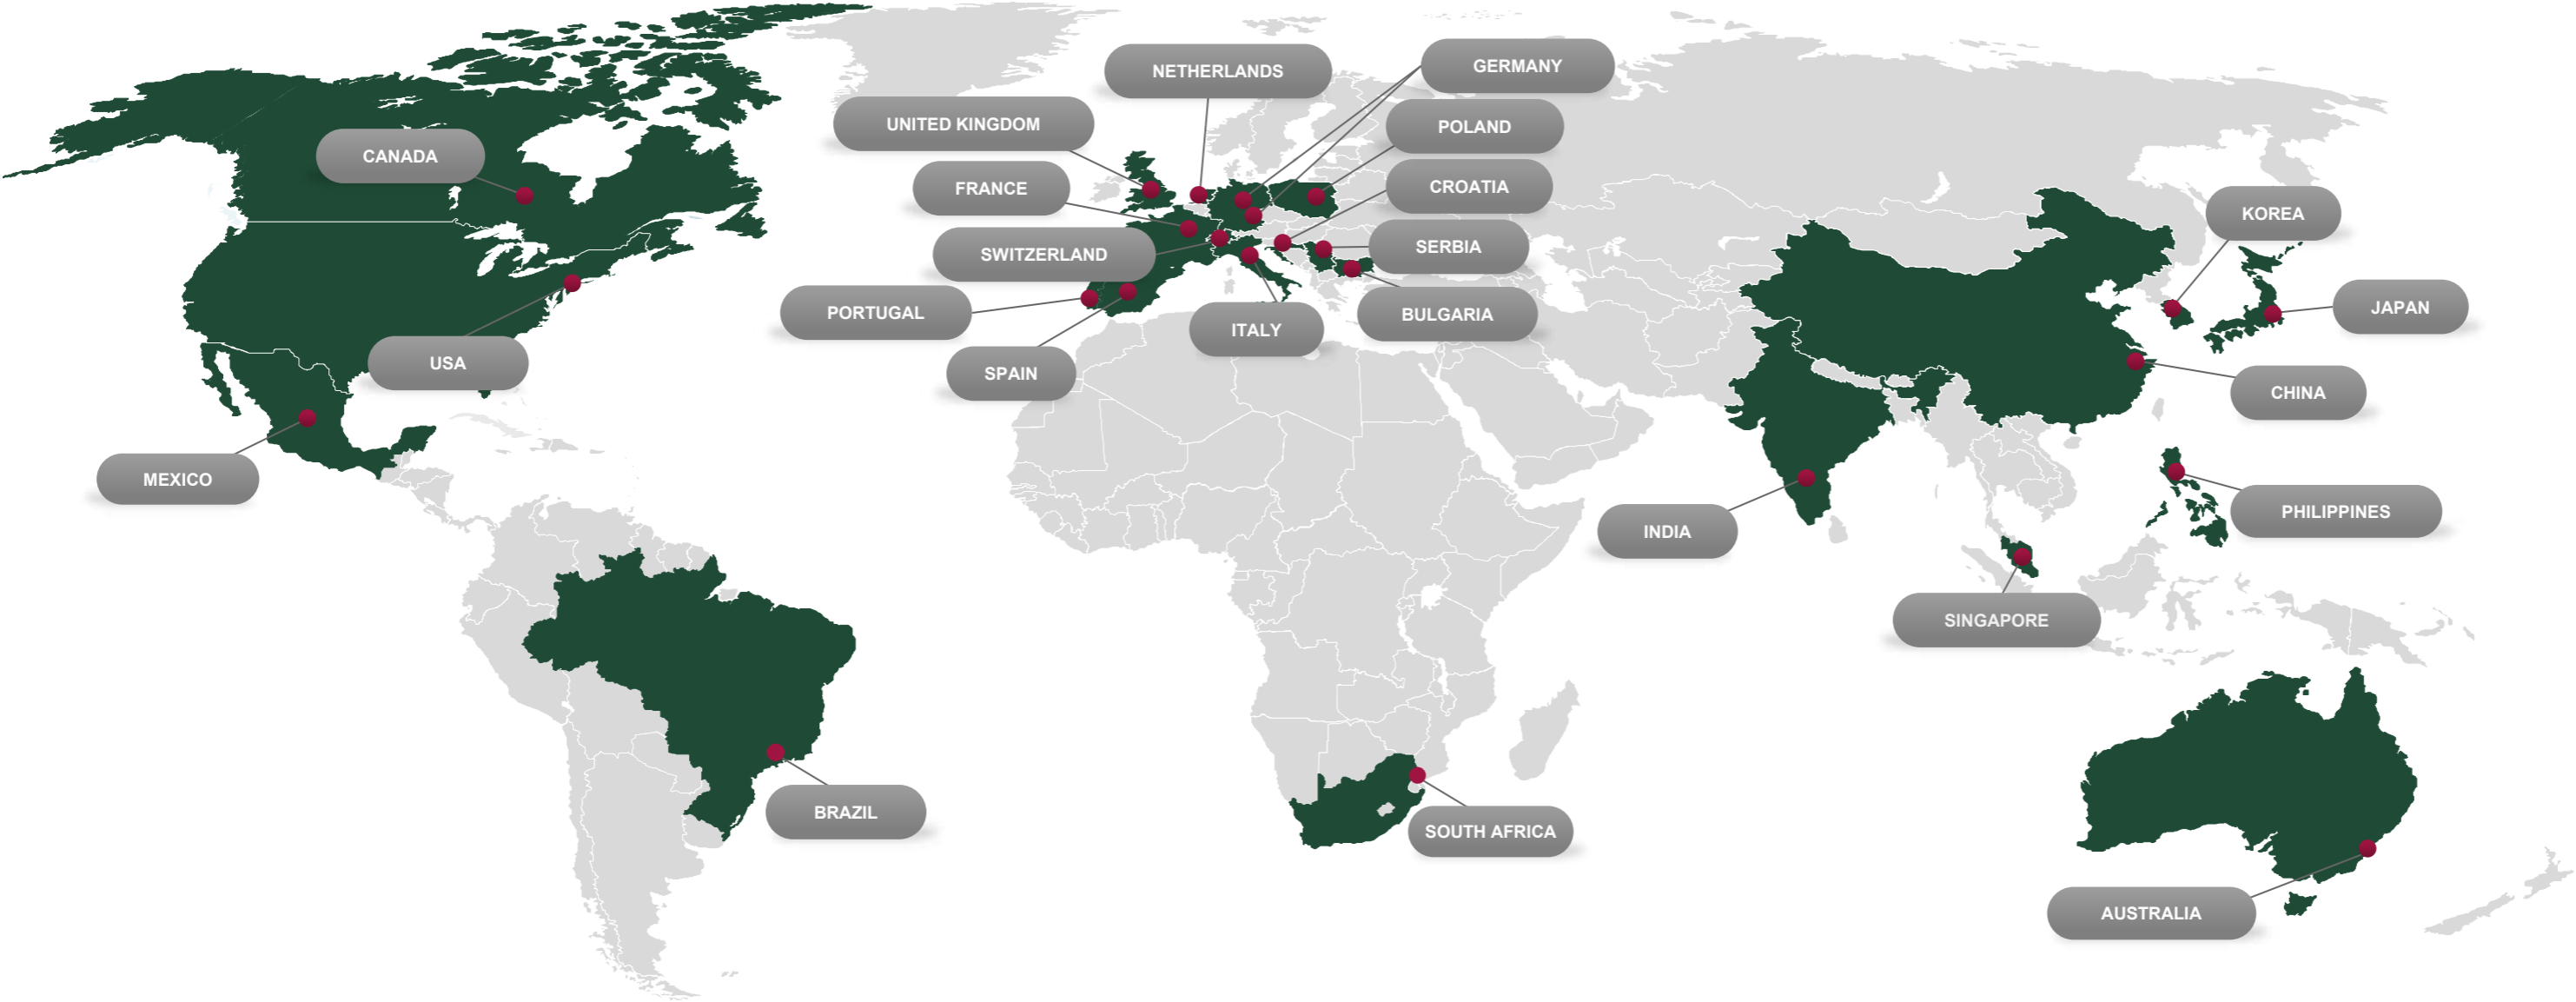 NETHERLANDS
GERMANY
UNITED KINGDOM
POLAND
CANADA
FRANCE
CROATIA
KOREA
SWITZERLAND
SERBIA
PORTUGAL
ITALY
BULGARIA
JAPAN
USA
SPAIN
CHINA
MEXICO
PHILIPPINES
INDIA
SINGAPORE
BRAZIL
SOUTH AFRICA
AUSTRALIA